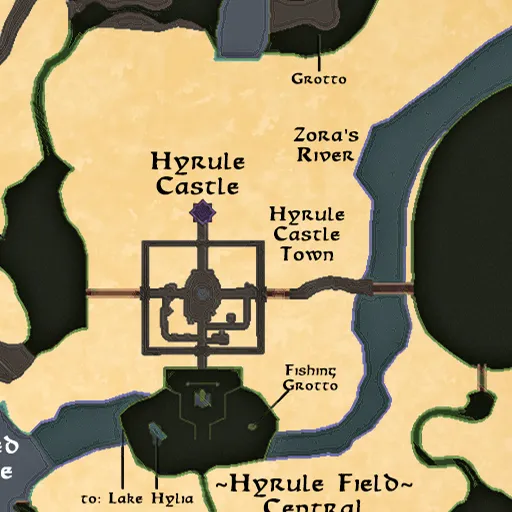 Grotto
Zora's
River
Hyrule
Castle
Hyrule
Castle
Town
Fishing
Grotto
~Hyrule Field~
Central
to: Lake Hylia